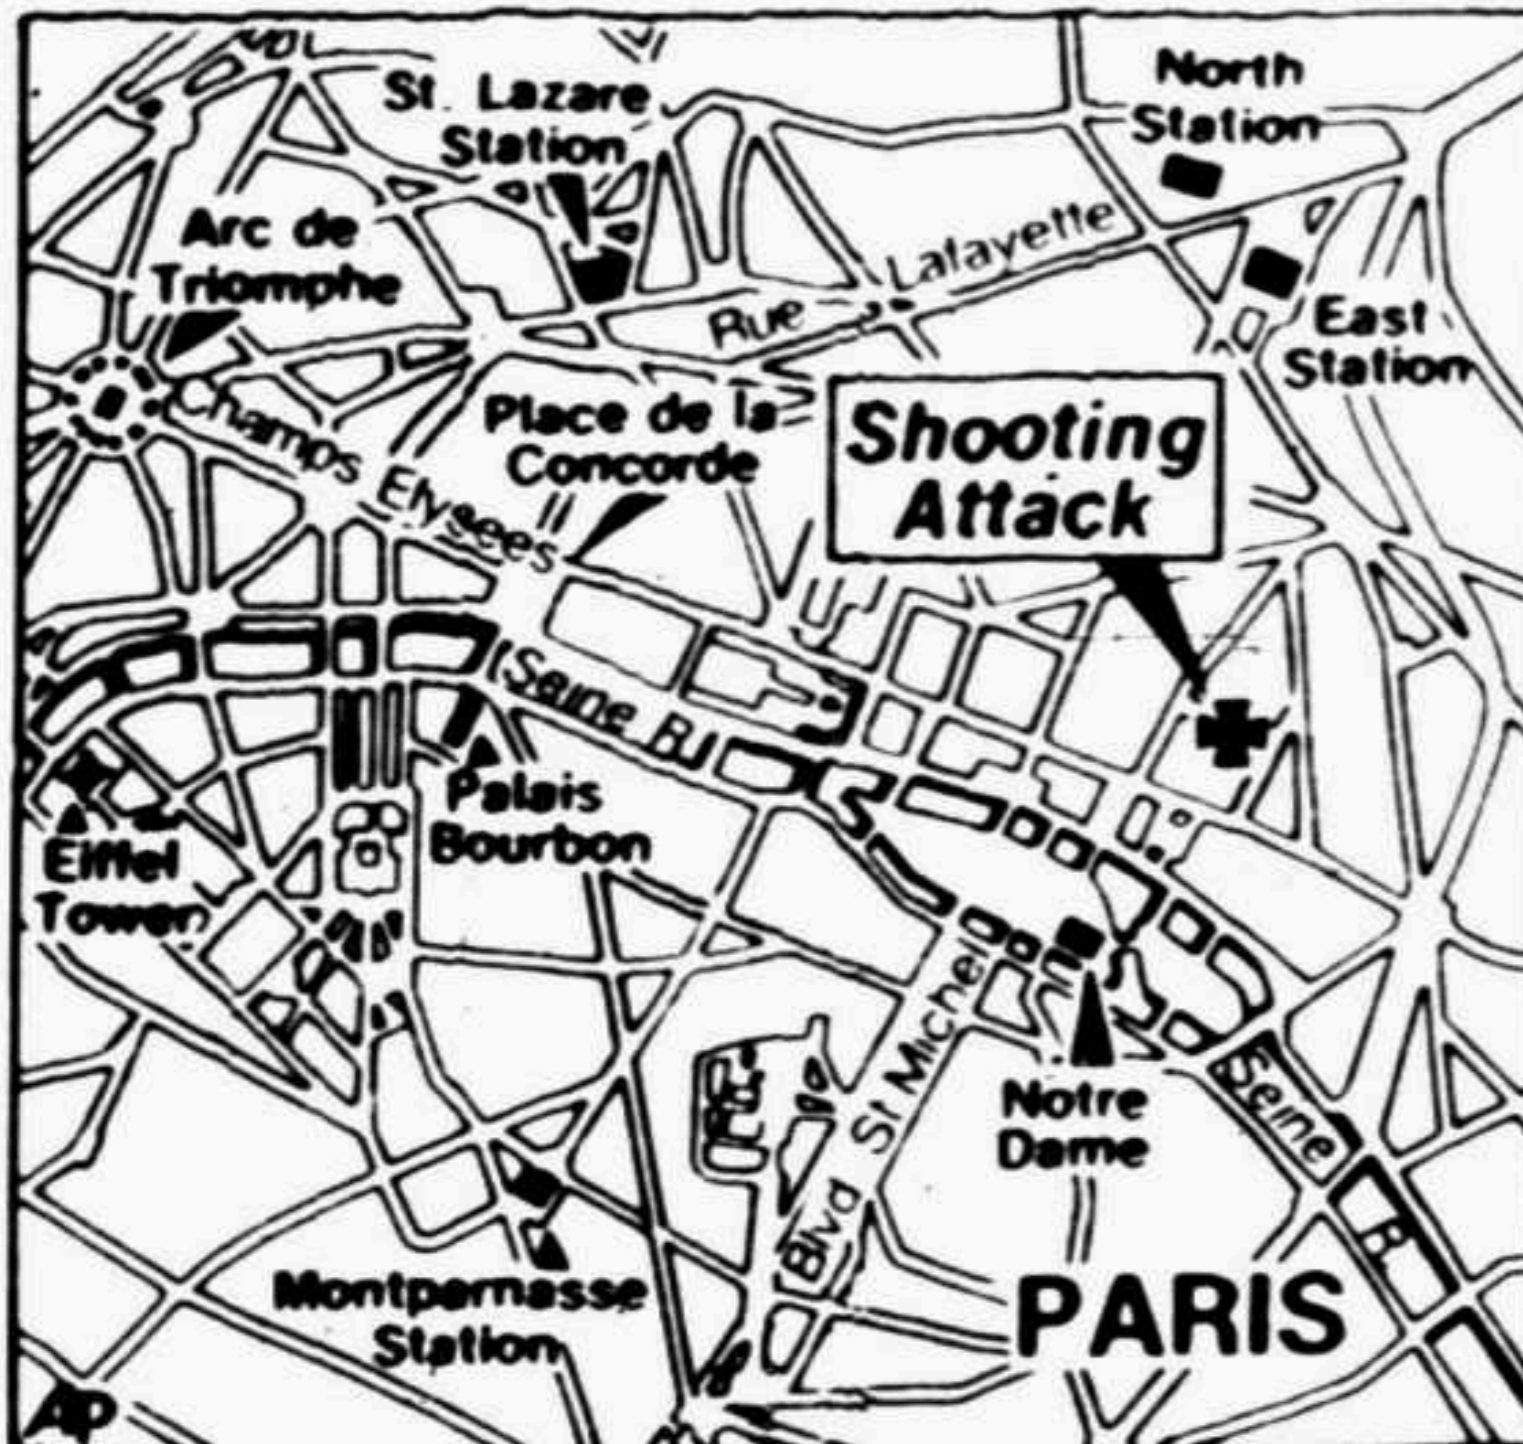 North
Station
St. Lazare
Station
Arc de
Triomphe
Rue Lafayette
East
Station
Champs Elysees
Place de la
Concorde
Shooting
Attack
Seine R.
Palais
Bourbon
Eiffel
Tower
Blvd St Michel
Notre
Dame
Seine R.
Montparnasse
Station
PARIS
AP